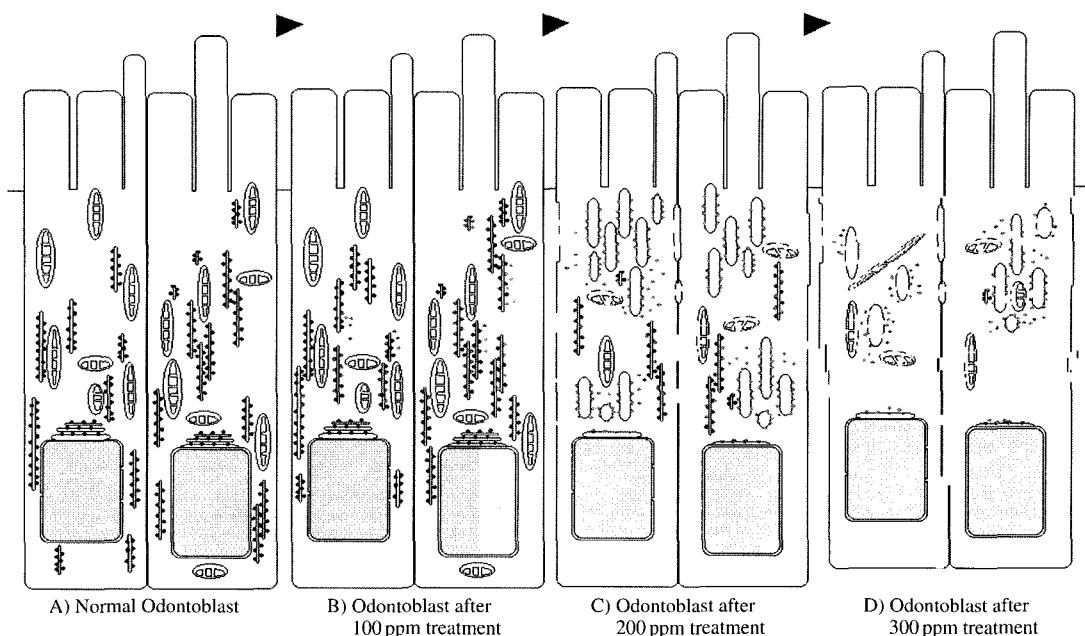 A) Normal Odontoblast
B) Odontoblast after
100 ppm treatment
C) Odontoblast after
200 ppm treatment
D) Odontoblast after
300 ppm treatment